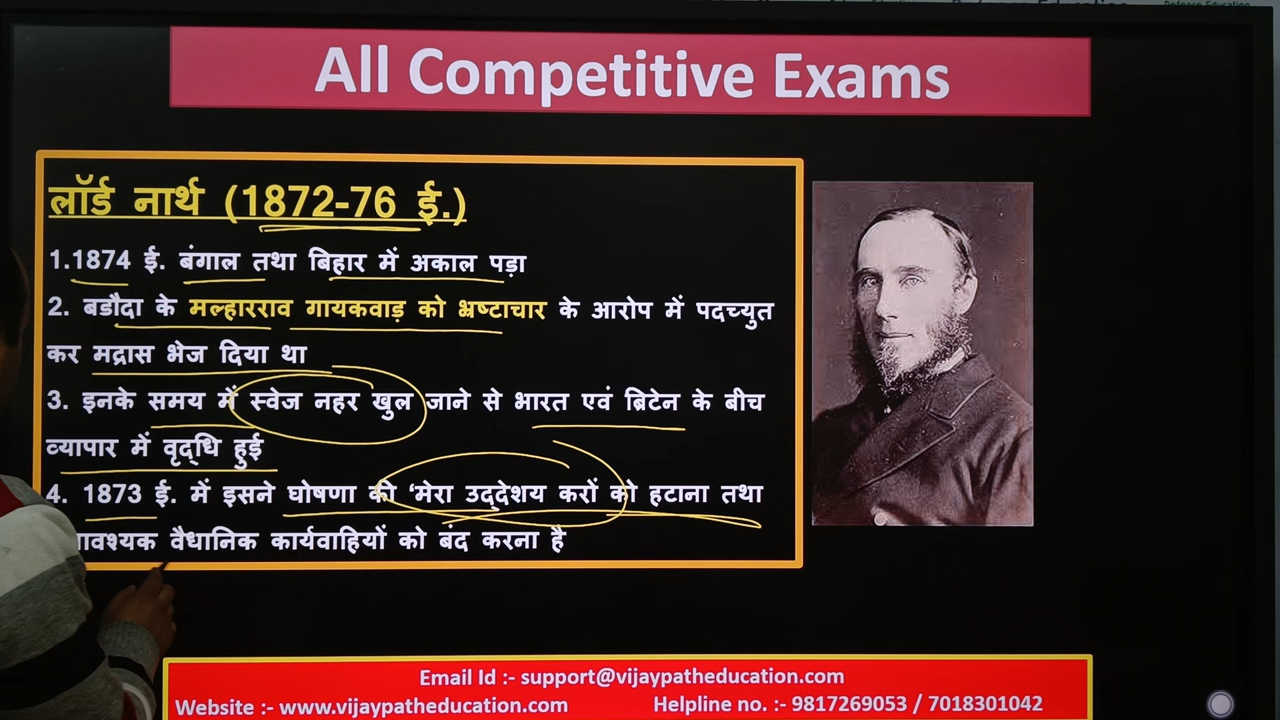 All Competitive Exams
लॉर्ड नार्थ (1872-76 ई.)
1.1874 ई. बंगाल तथा बिहार में अकाल पड़ा
2. बडौदा के मल्हारराव गायकवाड़ को भ्रष्टाचार के आरोप में पदच्युत
कर मद्रास भेज दिया था
3. इनके समय में स्वेज नहर खुल जाने से भारत एवं ब्रिटेन के बीच
व्यापार में वृद्धि हुई
4. 1873 ई. में इसने घोषणा की ‘मेरा उद्देशय करों को हटाना तथा
वैधानिक कार्यवाहियों को बंद करना है
Email Id :- support@vijaypatheducation.com
Website :- www.vijaypatheducation.com Helpline no. :- 9817269053 / 7018301042